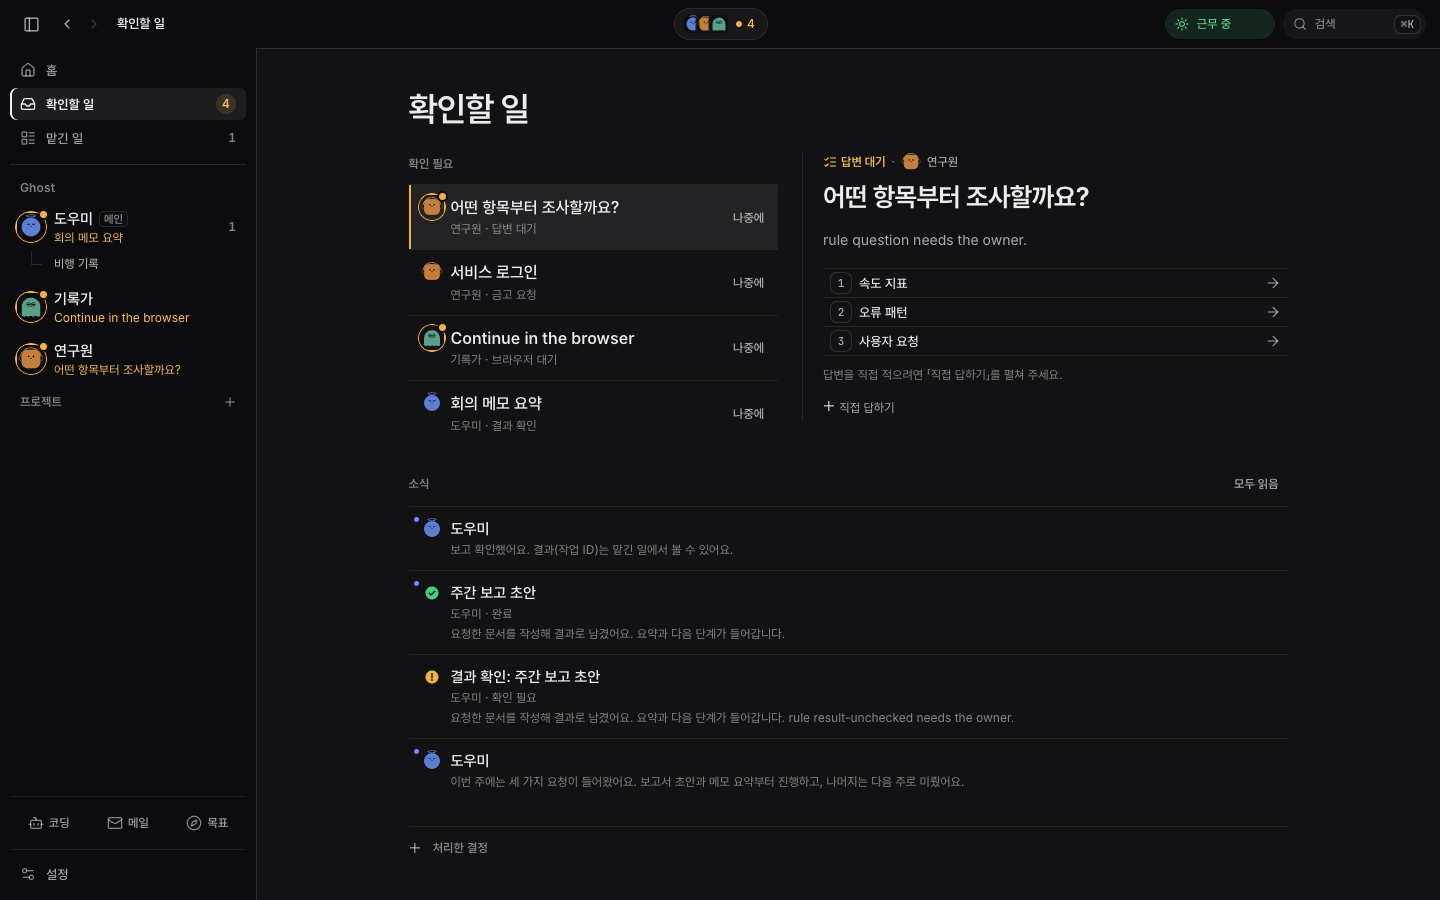 확인할 일
4
근무 중
검색
⌘K
홈
확인할 일
4
맡긴 일
1
Ghost
도우미
메인
회의 메모 요약
1
비행 기록
기록가
Continue in the browser
연구원
어떤 항목부터 조사할까요?
프로젝트
코딩
메일
목표
설정
확인할 일
확인 필요
어떤 항목부터 조사할까요?
연구원 · 답변 대기
나중에
서비스 로그인
연구원 · 금고 요청
나중에
Continue in the browser
기록가 · 브라우저 대기
나중에
회의 메모 요약
도우미 · 결과 확인
나중에
답변 대기 · 연구원
어떤 항목부터 조사할까요?
rule question needs the owner.
1 속도 지표
2 오류 패턴
3 사용자 요청
답변을 직접 적으려면 「직접 답하기」를 펼쳐 주세요.
직접 답하기
소식
모두 읽음
도우미
보고 확인했어요. 결과(작업 ID)는 맡긴 일에서 볼 수 있어요.
주간 보고 초안
도우미 · 완료
요청한 문서를 작성해 결과로 남겼어요. 요약과 다음 단계가 들어갑니다.
결과 확인: 주간 보고 초안
도우미 · 확인 필요
요청한 문서를 작성해 결과로 남겼어요. 요약과 다음 단계가 들어갑니다. rule result-unchecked needs the owner.
도우미
이번 주에는 세 가지 요청이 들어왔어요. 보고서 초안과 메모 요약부터 진행하고, 나머지는 다음 주로 미뤘어요.
처리한 결정